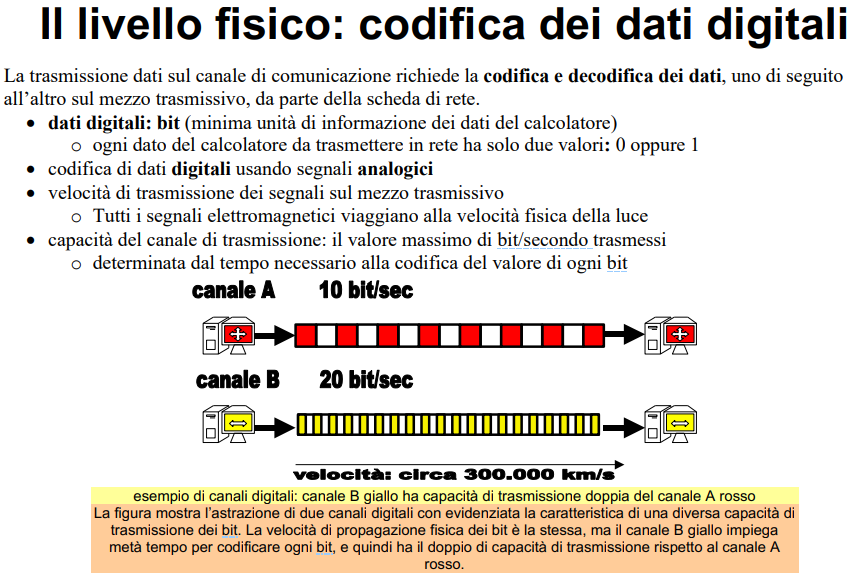 Il livello fisico: codifica dei dati digitali
La trasmissione dati sul canale di comunicazione richiede la codifica e decodifica dei dati, uno di seguito
all’altro sul mezzo trasmissivo, da parte della scheda di rete.
• dati digitali: bit (minima unità di informazione dei dati del calcolatore)
o ogni dato del calcolatore da trasmettere in rete ha solo due valori: 0 oppure 1
• codifica di dati digitali usando segnali analogici
• velocità di trasmissione dei segnali sul mezzo trasmissivo
o Tutti i segnali elettromagnetici viaggiano alla velocità fisica della luce
• capacità del canale di trasmissione: il valore massimo di bit/secondo trasmessi
o determinata dal tempo necessario alla codifica del valore di ogni bit
canale A 10 bit/sec
canale B 20 bit/sec
velocità: circa 300.000 km/s
esempio di canali digitali: canale B giallo ha capacità di trasmissione doppia del canale A rosso
La figura mostra l’astrazione di due canali digitali con evidenziata la caratteristica di una diversa capacità di
trasmissione dei bit. La velocità di propagazione fisica dei bit è la stessa, ma il canale B giallo impiega
metà tempo per codificare ogni bit, e quindi ha il doppio di capacità di trasmissione rispetto al canale A
rosso.